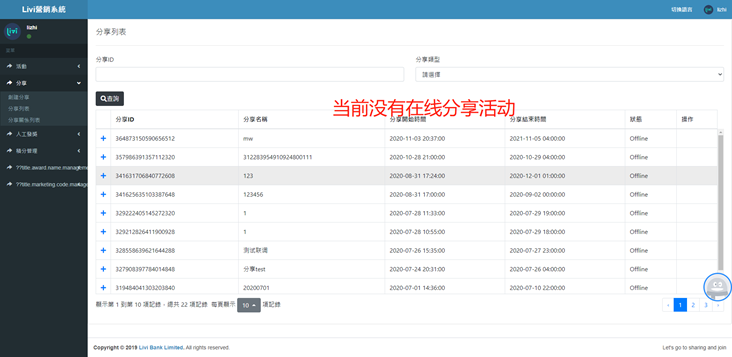 Livi營銷系統
切換語言
lizhi
Livi
lizhi
活動
分享
新建分享
分享列表
分享關係列表
人工發獎
積分管理
??title.award.name.managemen
??title.marketing.code.manage
分享列表
分享ID
分享類型
請選擇
查詢
当前没有在线分享活动
分享ID 分享名稱 分享開始時間 分享結束時間 狀態 操作
364873150590656512 mw 2020-11-03 20:37:00 2021-11-05 04:00:00 Offline
357986391357112320 312283954910924800111 2020-10-28 21:00:00 2020-10-29 04:00:00 Offline
341631706840772608 123 2020-08-31 17:24:00 2020-12-01 01:00:00 Offline
341625635103387648 123456 2020-08-31 17:00:00 2020-09-02 00:00:00 Offline
329222405145272320 1 2020-07-28 11:33:00 2020-07-29 19:00:00 Offline
329212826411900928 1 2020-07-28 10:55:00 2020-07-29 18:00:00 Offline
328558639621644288 测试联调 2020-07-26 15:35:00 2020-07-27 23:00:00 Offline
327908397784014848 分享test 2020-07-24 20:31:00 2020-07-26 04:00:00 Offline
319484041303203840 20200701 2020-07-01 14:36:00 2020-07-10 22:00:00 Offline
顯示第 1 到第 10 項記錄，總共 22 項記錄 每頁顯示 10 項記錄
‹ 1 2 3 ›
Copyright © 2019 Livi Bank Limited. All rights reserved.
Let's go to sharing and join